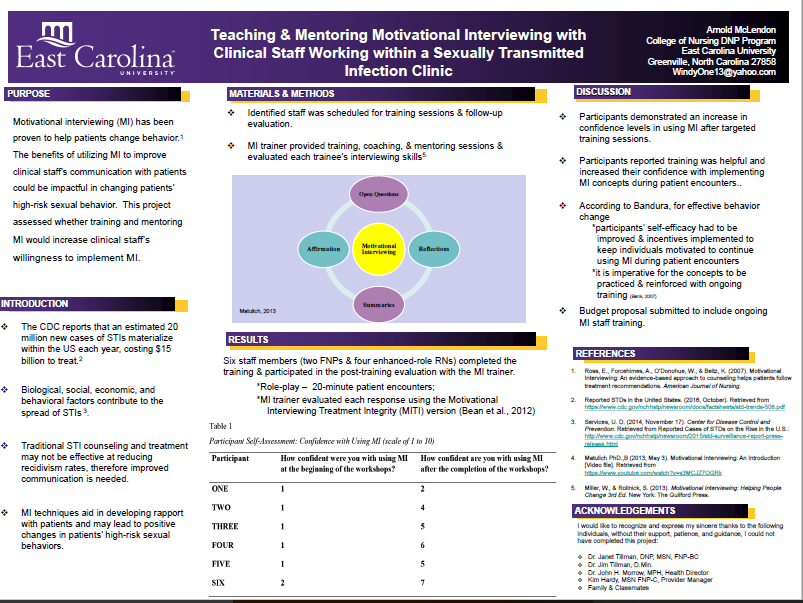 East Carolina
UNIVERSITY
Teaching & Mentoring Motivational Interviewing with
Clinical Staff Working within a Sexually Transmitted
Infection Clinic
Arnold McLendon
College of Nursing DNP Program
East Carolina University
Greenville, North Carolina 27858
WindyOne13@yahoo.com
PURPOSE
Motivational interviewing (MI) has been
proven to help patients change behavior.1
The benefits of utilizing MI to improve
clinical staff's communication with patients
could be impactful in changing patients'
high-risk sexual behavior. This project
assessed whether training and mentoring
MI would increase clinical staff's
willingness to implement MI.
INTRODUCTION
❖ The CDC reports that an estimated 20
million new cases of STIs materialize
within the US each year, costing $15
billion to treat.2
❖ Biological, social, economic, and
behavioral factors contribute to the
spread of STIs 3.
❖ Traditional STI counseling and treatment
may not be effective at reducing
recidivism rates, therefore improved
communication is needed.
❖ MI techniques aid in developing rapport
with patients and may lead to positive
changes in patients' high-risk sexual
behaviors.
MATERIALS & METHODS
❖ Identified staff was scheduled for training sessions & follow-up
evaluation.
❖ MI trainer provided training, coaching, & mentoring sessions &
evaluated each trainee's interviewing skills5.
Open Questions
Affirmation
Motivational
Interviewing
Reflections
Summaries
Matulich, 2013
RESULTS
Six staff members (two FNPs & four enhanced-role RNs) completed the
training & participated in the post-training evaluation with the MI trainer.
*Role-play – 20-minute patient encounters;
*MI trainer evaluated each response using the Motivational
Interviewing Treatment Integrity (MITI) version (Bean et al., 2012)
Table 1
Participant Self-Assessment: Confidence with Using MI (scale of 1 to 10)
Participant How confident were you with using MI How confident are you with using MI
at the beginning of the workshops? after the completion of the workshops?
ONE 1 2
TWO 1 4
THREE 1 5
FOUR 1 6
FIVE 1 5
SIX 2 7
DISCUSSION
❖ Participants demonstrated an increase in
confidence levels in using MI after targeted
training sessions.
❖ Participants reported training was helpful and
increased their confidence with implementing
MI concepts during patient encounters..
❖ According to Bandura, for effective behavior
change
*participants' self-efficacy had to be
improved & incentives implemented to
keep individuals motivated to continue
using MI during patient encounters
*it is imperative for the concepts to be
practiced & reinforced with ongoing
training
❖ Budget proposal submitted to include ongoing
MI staff training.
REFERENCES
1. Ross, E., Forcehimes, A., O'Donohue, W., & Beitz, K. (2007). Motivational
Interviewing: An evidence-based approach to counseling helps patients follow
treatment recommendations. American Journal of Nursing.
2. Reported STDs in the United States. (2016, October). Retrieved from
https://www.cdc.gov/nchhstp/newsroom/docs/factsheets/std-trends-508.pdf
3. Services, U. D. (2014, November 17). Center for Disease Control and
Prevention. Retrieved from Reported Cases of STDs on the Rise in the U.S.:
http://www.cdc.gov/nchhstp/newsroom/2015/std-surveillance-report-press-
release.html
4. Matulich PhD.,B (2013, May 3). Motivational Interviewing: An Introduction
[Video file]. Retrieved from
5. Miller, W., & Rollnick, S. (2013). Motivational Interviewing: Helping People
Change 3rd Ed. New York: The Guilford Press.
ACKNOWLEDGEMENTS
I would like to recognize and express my sincere thanks to the following
individuals, without their support, patience, and guidance, I could not
have completed this project:
❖ Dr. Janet Tillman, DNP, MSN, FNP-BC
❖ Dr. Jim Tillman, D.Min.
❖ Dr. John H. Morrow, MPH, Health Director
❖ Kim Hardy, MSN FNP-C, Provider Manager
❖ Family & Classmates